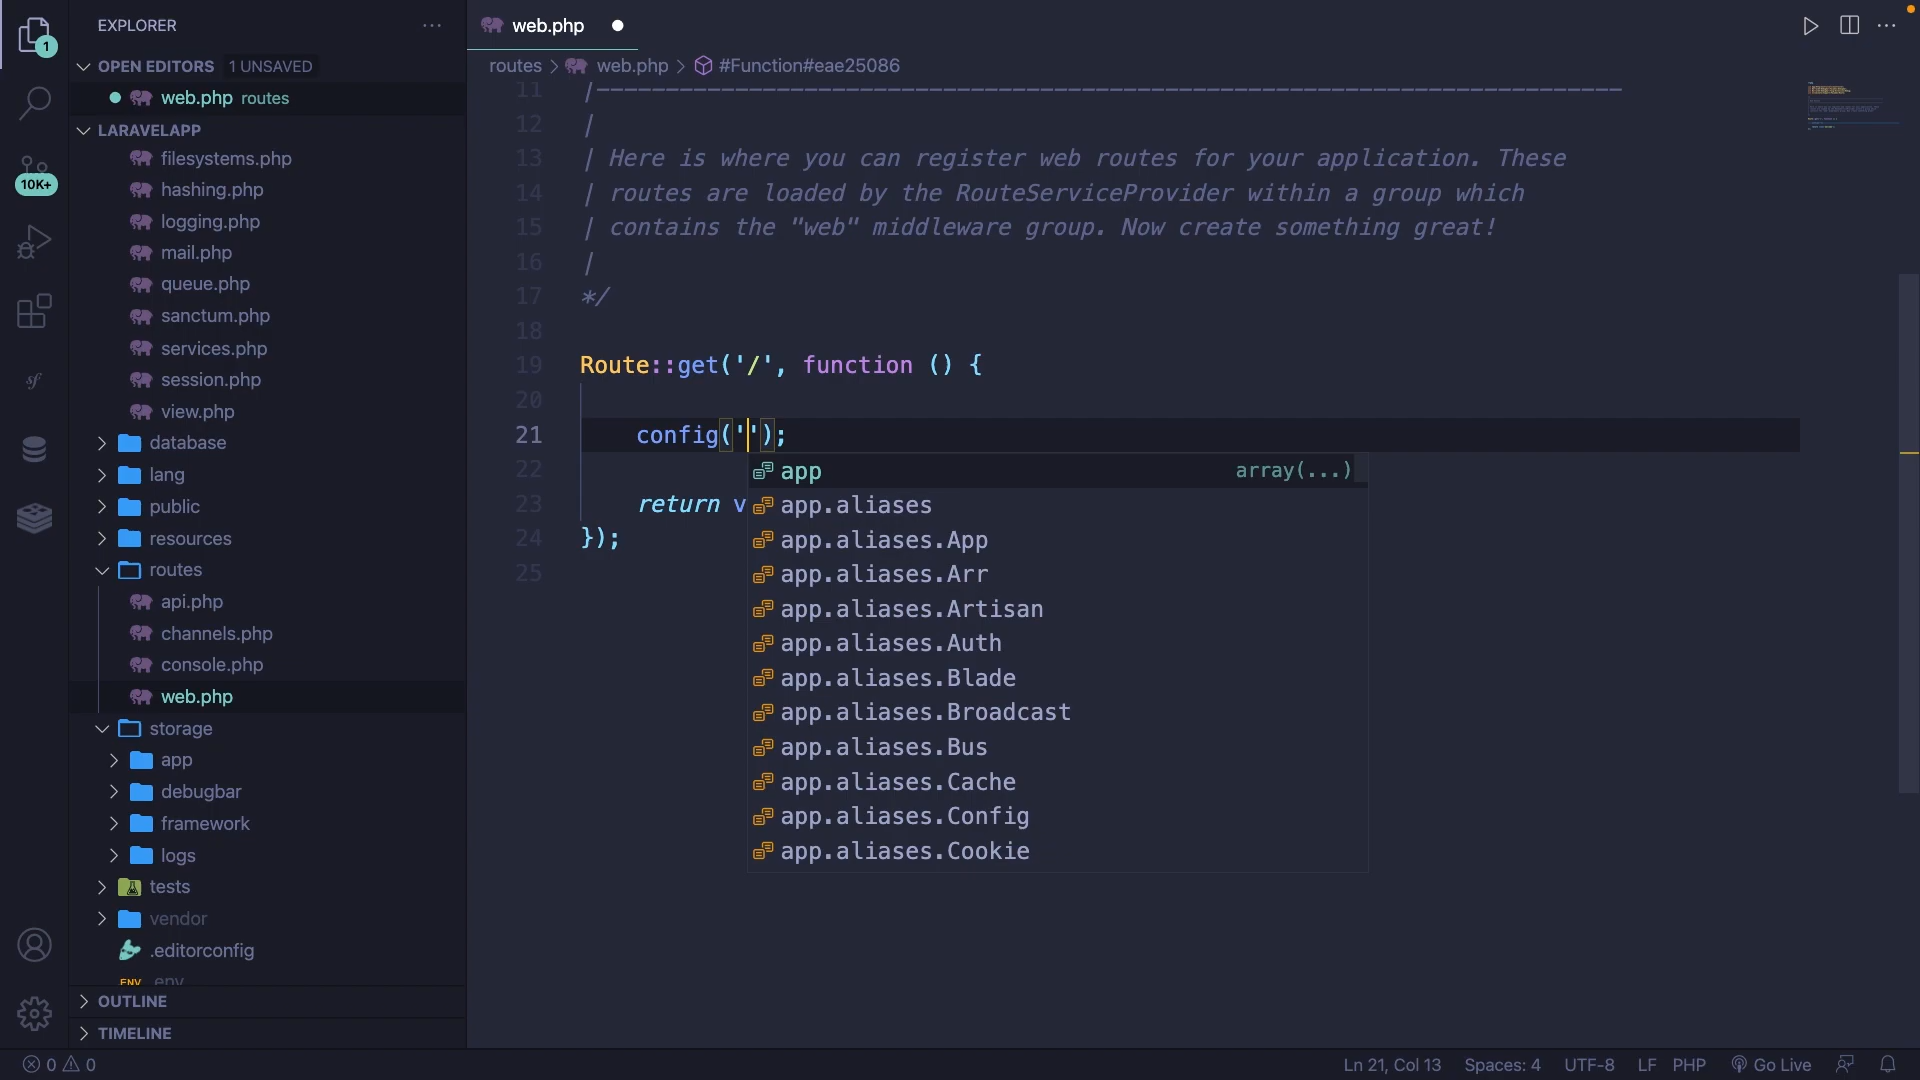 EXPLORER
OPEN EDITORS 1 UNSAVED
web.php routes
LARAVELAPP
filesystems.php
hashing.php
logging.php
mail.php
queue.php
sanctum.php
services.php
session.php
view.php
database
lang
public
resources
routes
api.php
channels.php
console.php
web.php
storage
app
debugbar
framework
logs
tests
vendor
.editorconfig
ENV .env
OUTLINE
TIMELINE
1
10K+
sf
web.php
routes > web.php > #Function#eae25086
11 |--------------------------------------------------------------------------
12 |
13 | Here is where you can register web routes for your application. These
14 | routes are loaded by the RouteServiceProvider within a group which
15 | contains the "web" middleware group. Now create something great!
16 |
17 */
18
19 Route::get('/', function () {
20
21 config('');
22
23 return v
24 });
25
app array(...)
app.aliases
app.aliases.App
app.aliases.Arr
app.aliases.Artisan
app.aliases.Auth
app.aliases.Blade
app.aliases.Broadcast
app.aliases.Bus
app.aliases.Cache
app.aliases.Config
app.aliases.Cookie
0 0 Ln 21, Col 13 Spaces: 4 UTF-8 LF PHP Go Live